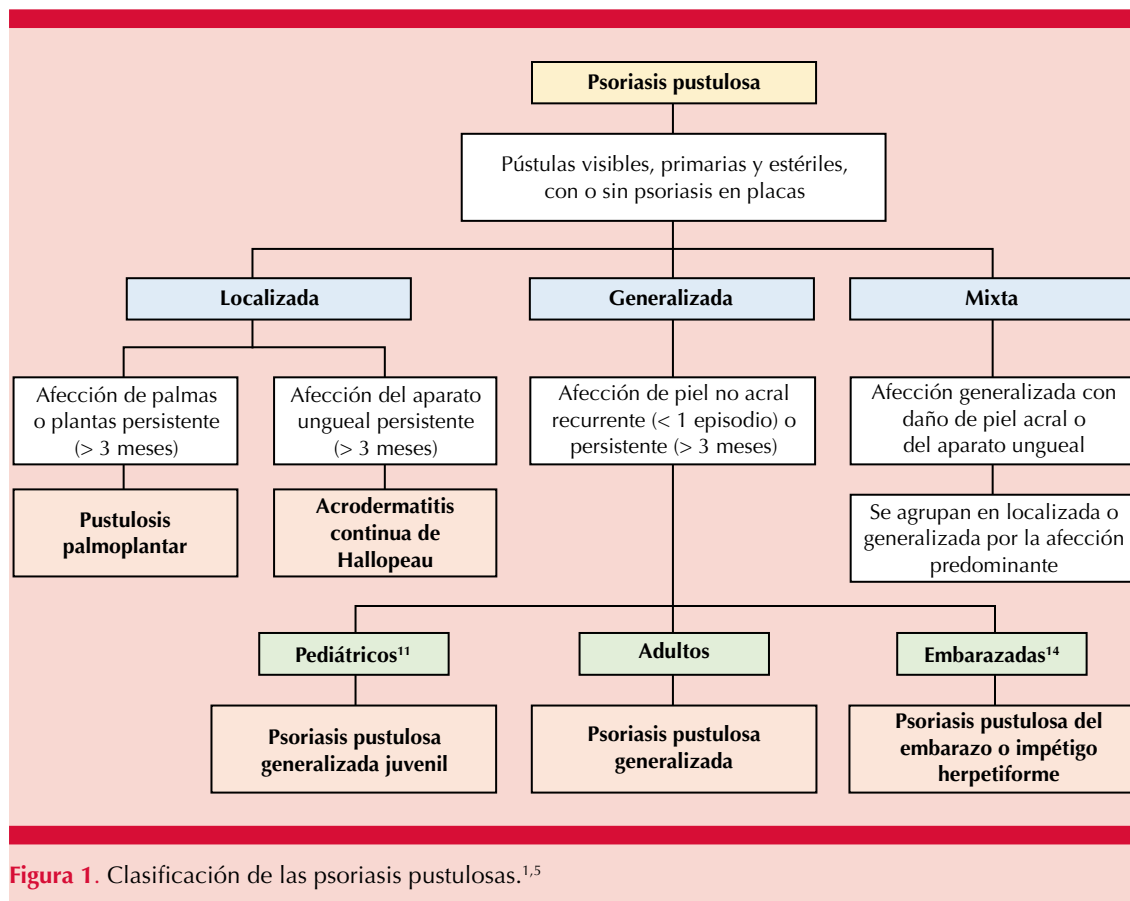 Psoriasis pustulosa
Pústulas visibles, primarias y estériles,
con o sin psoriasis en placas
Localizada
Generalizada
Mixta
Afección de palmas
o plantas persistente
(> 3 meses)
Afección del aparato
ungueal persistente
(> 3 meses)
Afección de piel no acral
recurrente (< 1 episodio) o
persistente (> 3 meses)
Afección generalizada con
daño de piel acral o
del aparato ungueal
Pustulosis
palmoplantar
Acrodermatitis
continua de
Hallopeau
Se agrupan en localizada o
generalizada por la afección
predominante
Pediátricos¹¹
Adultos
Embarazadas¹⁴
Psoriasis pustulosa
generalizada juvenil
Psoriasis pustulosa
generalizada
Psoriasis pustulosa del
embarazo o impétigo
herpetiforme
Figura 1. Clasificación de las psoriasis pustulosas.¹,⁵